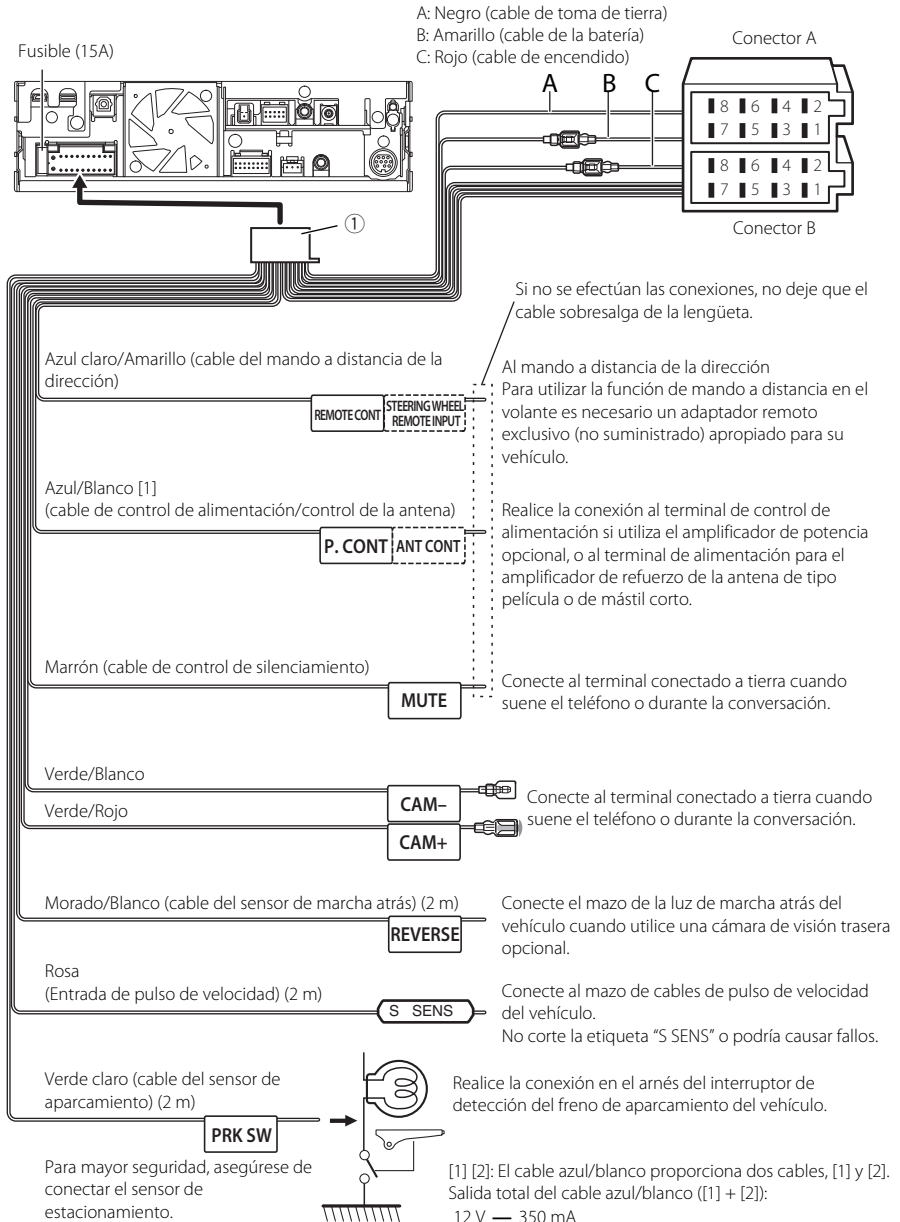 A: Negro (cable de toma de tierra)
B: Amarillo (cable de la batería)
C: Rojo (cable de encendido)
Fusible (15A)
Conector A
A B C
8 6 4 2
7 5 3 1
8 6 4 2
7 5 3 1
Conector B
①
Si no se efectúan las conexiones, no deje que el
cable sobresalga de la lengüeta.
Azul claro/Amarillo (cable del mando a distancia de la
dirección)
REMOTE CONT
STEERING WHEEL
REMOTE INPUT
Al mando a distancia de la dirección
Para utilizar la función de mando a distancia en el
volante es necesario un adaptador remoto
exclusivo (no suministrado) apropiado para su
vehículo.
Azul/Blanco [1]
(cable de control de alimentación/control de la antena)
P. CONT ANT CONT
Realice la conexión al terminal de control de
alimentación si utiliza el amplificador de potencia
opcional, o al terminal de alimentación para el
amplificador de refuerzo de la antena de tipo
película o de mástil corto.
Marrón (cable de control de silenciamiento)
MUTE
Conecte al terminal conectado a tierra cuando
suene el teléfono o durante la conversación.
Verde/Blanco
CAM–
Verde/Rojo
CAM+
Conecte al terminal conectado a tierra cuando
suene el teléfono o durante la conversación.
Morado/Blanco (cable del sensor de marcha atrás) (2 m)
REVERSE
Conecte el mazo de la luz de marcha atrás del
vehículo cuando utilice una cámara de visión trasera
opcional.
Rosa
(Entrada de pulso de velocidad) (2 m)
S SENS
Conecte al mazo de cables de pulso de velocidad
del vehículo.
No corte la etiqueta “S SENS” o podría causar fallos.
Verde claro (cable del sensor de
aparcamiento) (2 m)
PRK SW
Realice la conexión en el arnés del interruptor de
detección del freno de aparcamiento del vehículo.
Para mayor seguridad, asegúrese de
conectar el sensor de
estacionamiento.
[1] [2]: El cable azul/blanco proporciona dos cables, [1] y [2].
Salida total del cable azul/blanco ([1] + [2]):
12 V — 350 mA